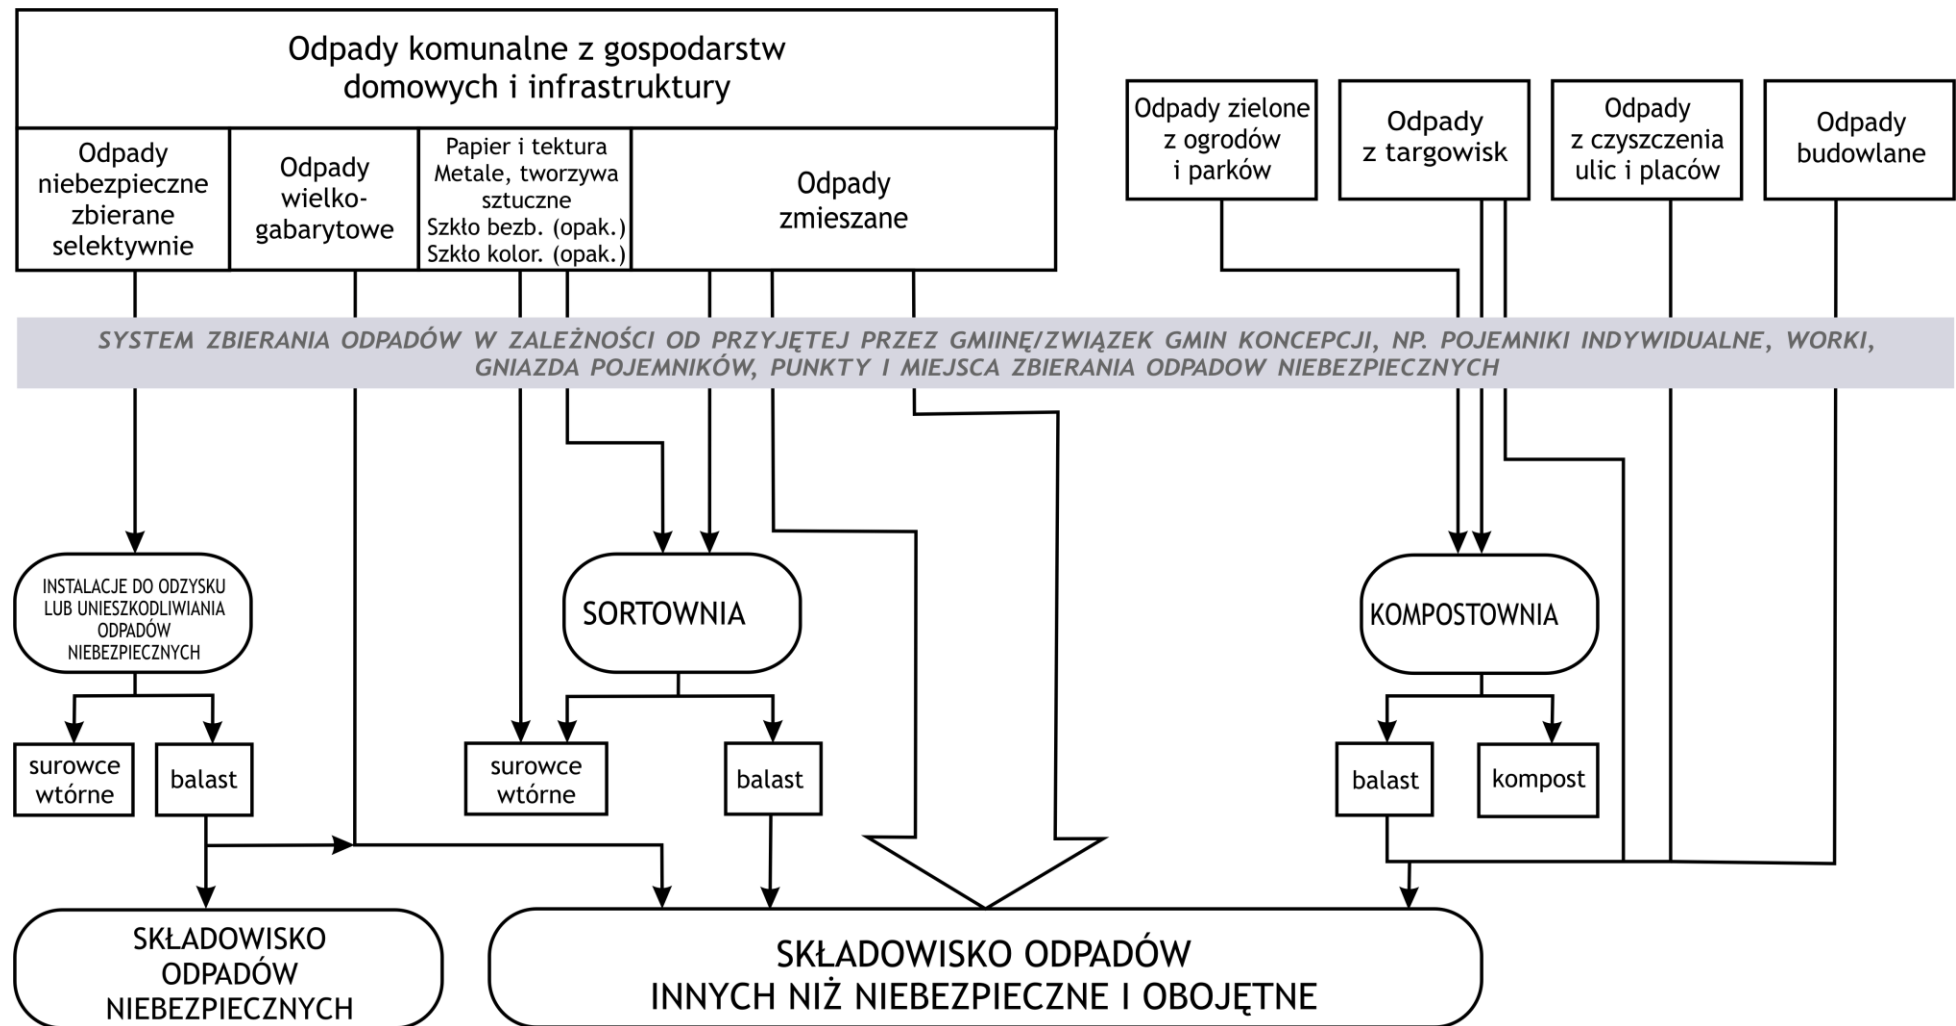 Odpady komunalne z gospodarstw
domowych i infrastruktury
Odpady
niebezpieczne
zbierane
selektywnie
Odpady
wielko-
gabarytowe
Papier i tektura
Metale, tworzywa
sztuczne
Szkło bezb. (opak.)
Szkło kolor. (opak.)
Odpady
zmieszane
Odpady zielone
z ogrodów
i parków
Odpady
z targowisk
Odpady
z czyszczenia
ulic i placów
Odpady
budowlane
SYSTEM ZBIERANIA ODPADÓW W ZALEŻNOŚCI OD PRZYJĘTEJ PRZEZ GMIINĘ/ZWIĄZEK GMIN KONCEPCJI, NP. POJEMNIKI INDYWIDUALNE, WORKI,
GNIAZDA POJEMNIKÓW, PUNKTY I MIEJSCA ZBIERANIA ODPADOW NIEBEZPIECZNYCH
INSTALACJE DO ODZYSKU
LUB UNIESZKODLIWIANIA
ODPADÓW
NIEBEZPIECZNYCH
SORTOWNIA
KOMPOSTOWNIA
surowce
wtórne
balast
surowce
wtórne
balast
balast
kompost
SKŁADOWISKO
ODPADÓW
NIEBEZPIECZNYCH
SKŁADOWISKO ODPADÓW
INNYCH NIŻ NIEBEZPIECZNE I OBOJĘTNE